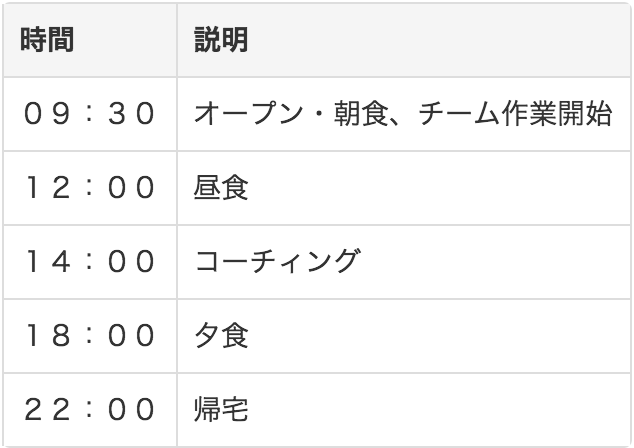 時間 説明
09:30 オープン・朝食、チーム作業開始
12:00 昼食
14:00 コーチィング
18:00 夕食
22:00 帰宅